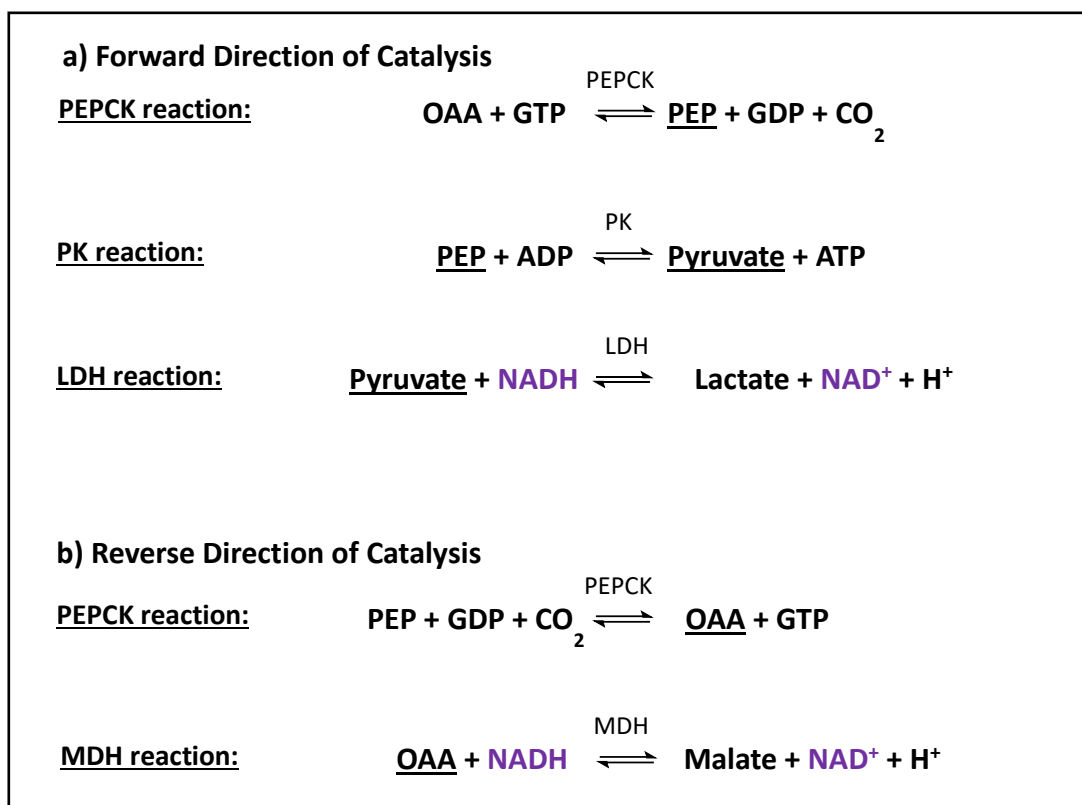 a) Forward Direction of Catalysis
PEPCK
PEPCK reaction: OAA + GTP ⇌ PEP + GDP + CO₂
PK
PK reaction: PEP + ADP ⇌ Pyruvate + ATP
LDH
LDH reaction: Pyruvate + NADH ⇌ Lactate + NAD⁺ + H⁺
b) Reverse Direction of Catalysis
PEPCK
PEPCK reaction: PEP + GDP + CO₂ ⇌ OAA + GTP
MDH
MDH reaction: OAA + NADH ⇌ Malate + NAD⁺ + H⁺